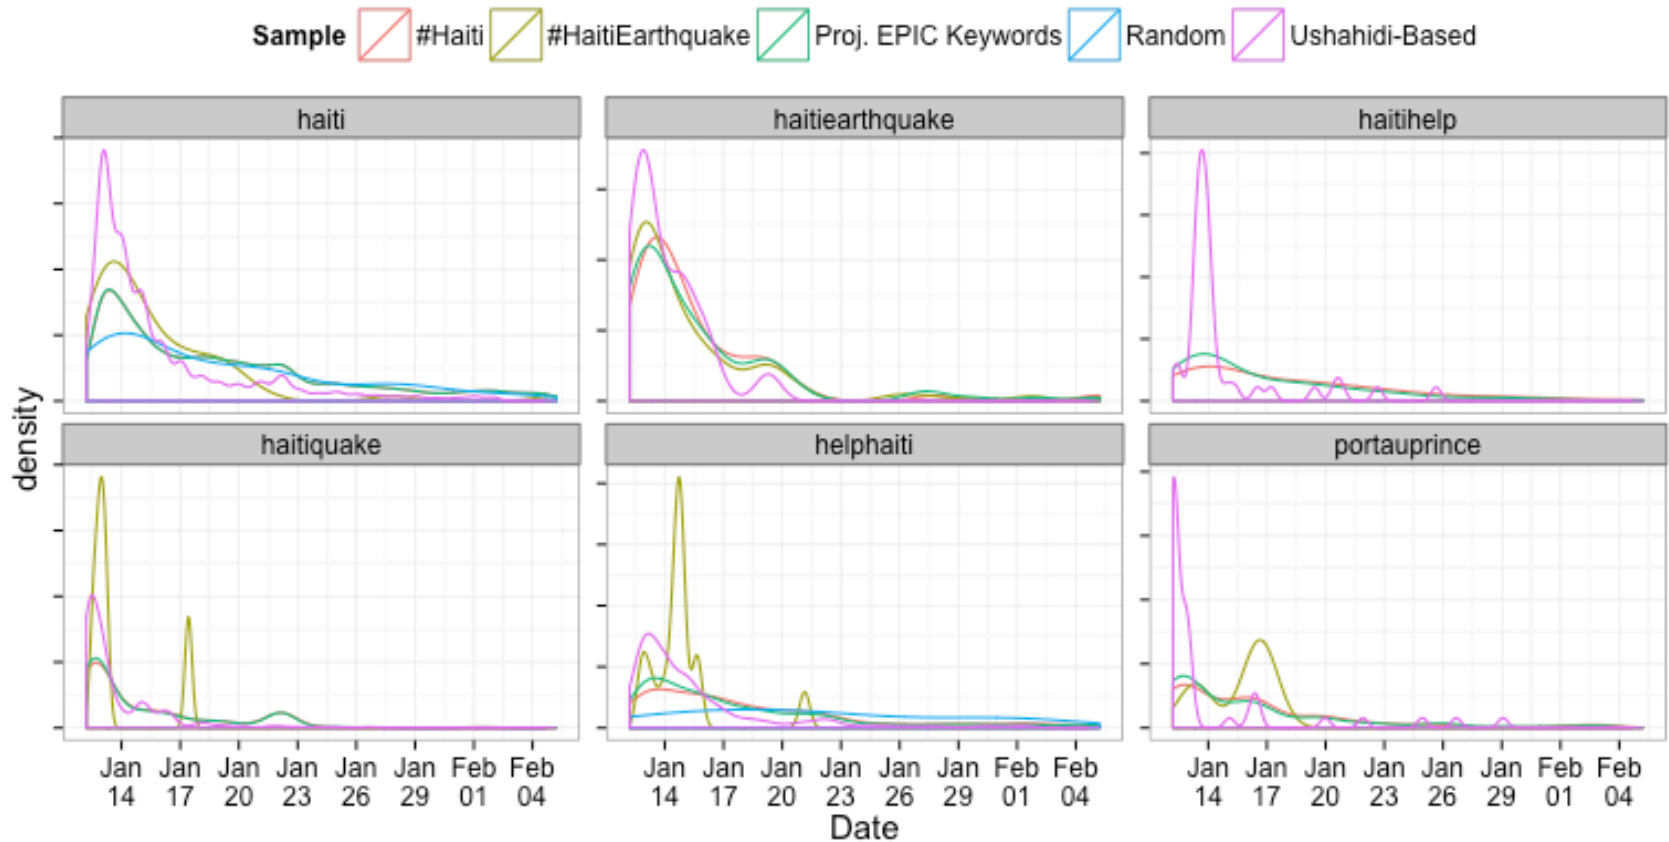 Sample #Haiti #HaitiEarthquake Proj. EPIC Keywords Random Ushahidi-Based
haiti haitiearthquake haitihelp
haitiquake helphaiti portauprince
density
Jan Jan Jan Jan Jan Jan Feb Feb Jan Jan Jan Jan Jan Jan Feb Feb Jan Jan Jan Jan Jan Jan Feb Feb
14 17 20 23 26 29 01 04 14 17 20 23 26 29 01 04 14 17 20 23 26 29 01 04
Date